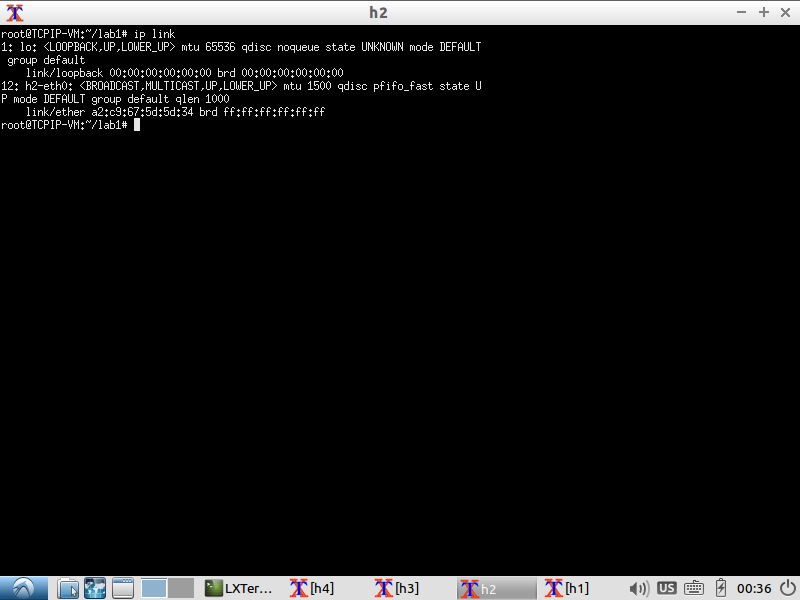 h2
root@TCPIP-VM:~/lab1# ip link
1: lo: <LOOPBACK,UP,LOWER_UP> mtu 65536 qdisc noqueue state UNKNOWN mode DEFAULT
 group default
    link/loopback 00:00:00:00:00:00 brd 00:00:00:00:00:00
12: h2-eth0: <BROADCAST,MULTICAST,UP,LOWER_UP> mtu 1500 qdisc pfifo_fast state U
P mode DEFAULT group default qlen 1000
    link/ether a2:c9:67:5d:5d:34 brd ff:ff:ff:ff:ff:ff
root@TCPIP-VM:~/lab1#
LXTer... [h4] [h3] h2 [h1] US 00:36